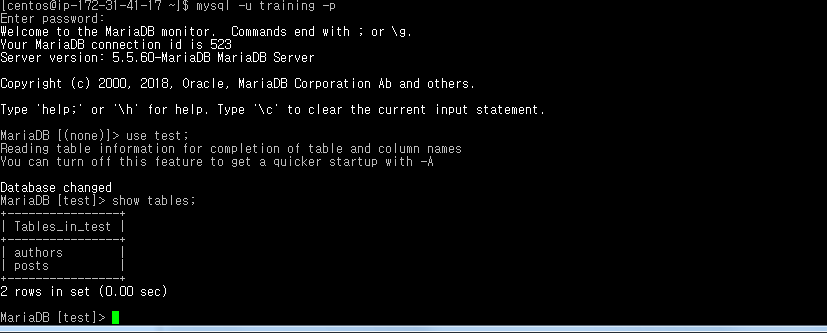 [centos@ip-172-31-41-17 ~]$ mysql -u training -p
Enter password:
Welcome to the MariaDB monitor.  Commands end with ; or \g.
Your MariaDB connection id is 523
Server version: 5.5.60-MariaDB MariaDB Server

Copyright (c) 2000, 2018, Oracle, MariaDB Corporation Ab and others.

Type 'help;' or '\h' for help. Type '\c' to clear the current input statement.

MariaDB [(none)]> use test;
Reading table information for completion of table and column names
You can turn off this feature to get a quicker startup with -A

Database changed
MariaDB [test]> show tables;
+----------------+
| Tables_in_test |
+----------------+
| authors        |
| posts          |
+----------------+
2 rows in set (0.00 sec)

MariaDB [test]>